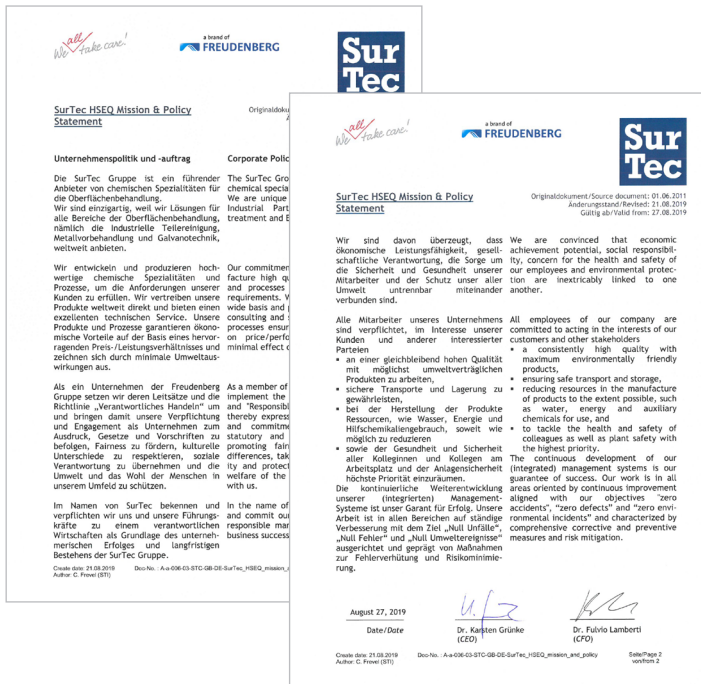 We all take care!
a brand of
FREUDENBERG
Sur
Tec
SurTec HSEQ Mission & Policy
Statement
Originaldoku
Unternehmenspolitik und -auftrag
Die SurTec Gruppe ist ein führender
Anbieter von chemischen Spezialitäten für
die Oberflächenbehandlung.
Wir sind einzigartig, weil wir Lösungen für
alle Bereiche der Oberflächenbehandlung,
nämlich die Industrielle Teilereinigung,
Metallvorbehandlung und Galvanotechnik,
weltweit anbieten.
Wir entwickeln und produzieren hoch-
wertige chemische Spezialitäten und
Prozesse, um die Anforderungen unserer
Kunden zu erfüllen. Wir vertreiben unsere
Produkte weltweit direkt und bieten einen
exzellenten technischen Service. Unsere
Produkte und Prozesse garantieren ökono-
mische Vorteile auf der Basis eines hervor-
ragenden Preis-/Leistungsverhältnisses und
zeichnen sich durch minimale Umweltaus-
wirkungen aus.
Als ein Unternehmen der Freudenberg
Gruppe setzen wir deren Leitsätze und die
Richtlinie „Verantwortliches Handeln“ um
und bringen damit unsere Verpflichtung
und Engagement als Unternehmen zum
Ausdruck, Gesetze und Vorschriften zu
befolgen, Fairness zu fördern, kulturelle
Unterschiede zu respektieren, soziale
Verantwortung zu übernehmen und die
Umwelt und das Wohl der Menschen in
unserem Umfeld zu schützen.
Im Namen von SurTec bekennen und
verpflichten wir uns und unsere Führungs-
kräfte zu einem verantwortlichen
Wirtschaften als Grundlage des unterneh-
merischen Erfolges und langfristigen
Bestehens der SurTec Gruppe.
Corporate Polic
The SurTec Gro
chemical specia
We are unique
Industrial Part
treatment and E
Our commitmen
facture high qu
and processes
requirements. W
wide basis and
consulting and s
processes ensur
on price/perfo
minimal effect o
As a member of
implement the
and "Responsibl
thereby express
and commitme
statutory and
promoting fair
differences, tak
ity and protect
welfare of the
with us.
In the name of
and commit our
responsible mar
business success
Create date: 21.08.2019 Doc-No. : A-a-006-03-STC-GB-DE-SurTec_HSEQ_mission_a
Author: C. Frevel (STI)
We all take care!
a brand of
FREUDENBERG
Sur
Tec
SurTec HSEQ Mission & Policy
Statement
Originaldokument/Source document: 01.06.2011
Änderungsstand/Revised: 21.08.2019
Gültig ab/Valid from: 27.08.2019
Wir sind davon überzeugt, dass
ökonomische Leistungsfähigkeit, gesell-
schaftliche Verantwortung, die Sorge um
die Sicherheit und Gesundheit unserer
Mitarbeiter und der Schutz unser aller
Umwelt untrennbar miteinander
verbunden sind.
Alle Mitarbeiter unseres Unternehmens
sind verpflichtet, im Interesse unserer
Kunden und anderer interessierter
Parteien
▪ an einer gleichbleibend hohen Qualität
mit möglichst umweltverträglichen
Produkten zu arbeiten,
▪ sichere Transporte und Lagerung zu
gewährleisten,
▪ bei der Herstellung der Produkte
Ressourcen, wie Wasser, Energie und
Hilfschemikaliengebrauch, soweit wie
möglich zu reduzieren
▪ sowie der Gesundheit und Sicherheit
aller Kolleginnen und Kollegen am
Arbeitsplatz und der Anlagensicherheit
höchste Priorität einzuräumen.
Die kontinuierliche Weiterentwicklung
unserer (integrierten) Management-
Systeme ist unser Garant für Erfolg. Unsere
Arbeit ist in allen Bereichen auf ständige
Verbesserung mit dem Ziel „Null Unfälle“,
„Null Fehler“ und „Null Umweltereignisse“
ausgerichtet und geprägt von Maßnahmen
zur Fehlerverhütung und Risikominimie-
rung.
We are convinced that economic
achievement potential, social responsibil-
ity, concern for the health and safety of
our employees and environmental protec-
tion are inextricably linked to one
another.
All employees of our company are
committed to acting in the interests of our
customers and other stakeholders
▪ a consistently high quality with
maximum environmentally friendly
products,
▪ ensuring safe transport and storage,
▪ reducing resources in the manufacture
of products to the extent possible, such
as water, energy and auxiliary
chemicals for use, and
▪ to tackle the health and safety of
colleagues as well as plant safety with
the highest priority.
The continuous development of our
(integrated) management systems is our
guarantee of success. Our work is in all
areas oriented by continuous improvement
aligned with our objectives "zero
accidents", “zero defects” and “zero envi-
ronmental incidents” and characterized by
comprehensive corrective and preventive
measures and risk mitigation.
August 27, 2019
Date/Date
Dr. Karsten Grünke
(CEO)
Dr. Fulvio Lamberti
(CFO)
Create date: 21.08.2019 Doc-No. : A-a-006-03-STC-GB-DE-SurTec_HSEQ_mission_and_policy Seite/Page 2
Author: C. Frevel (STI) von/from 2